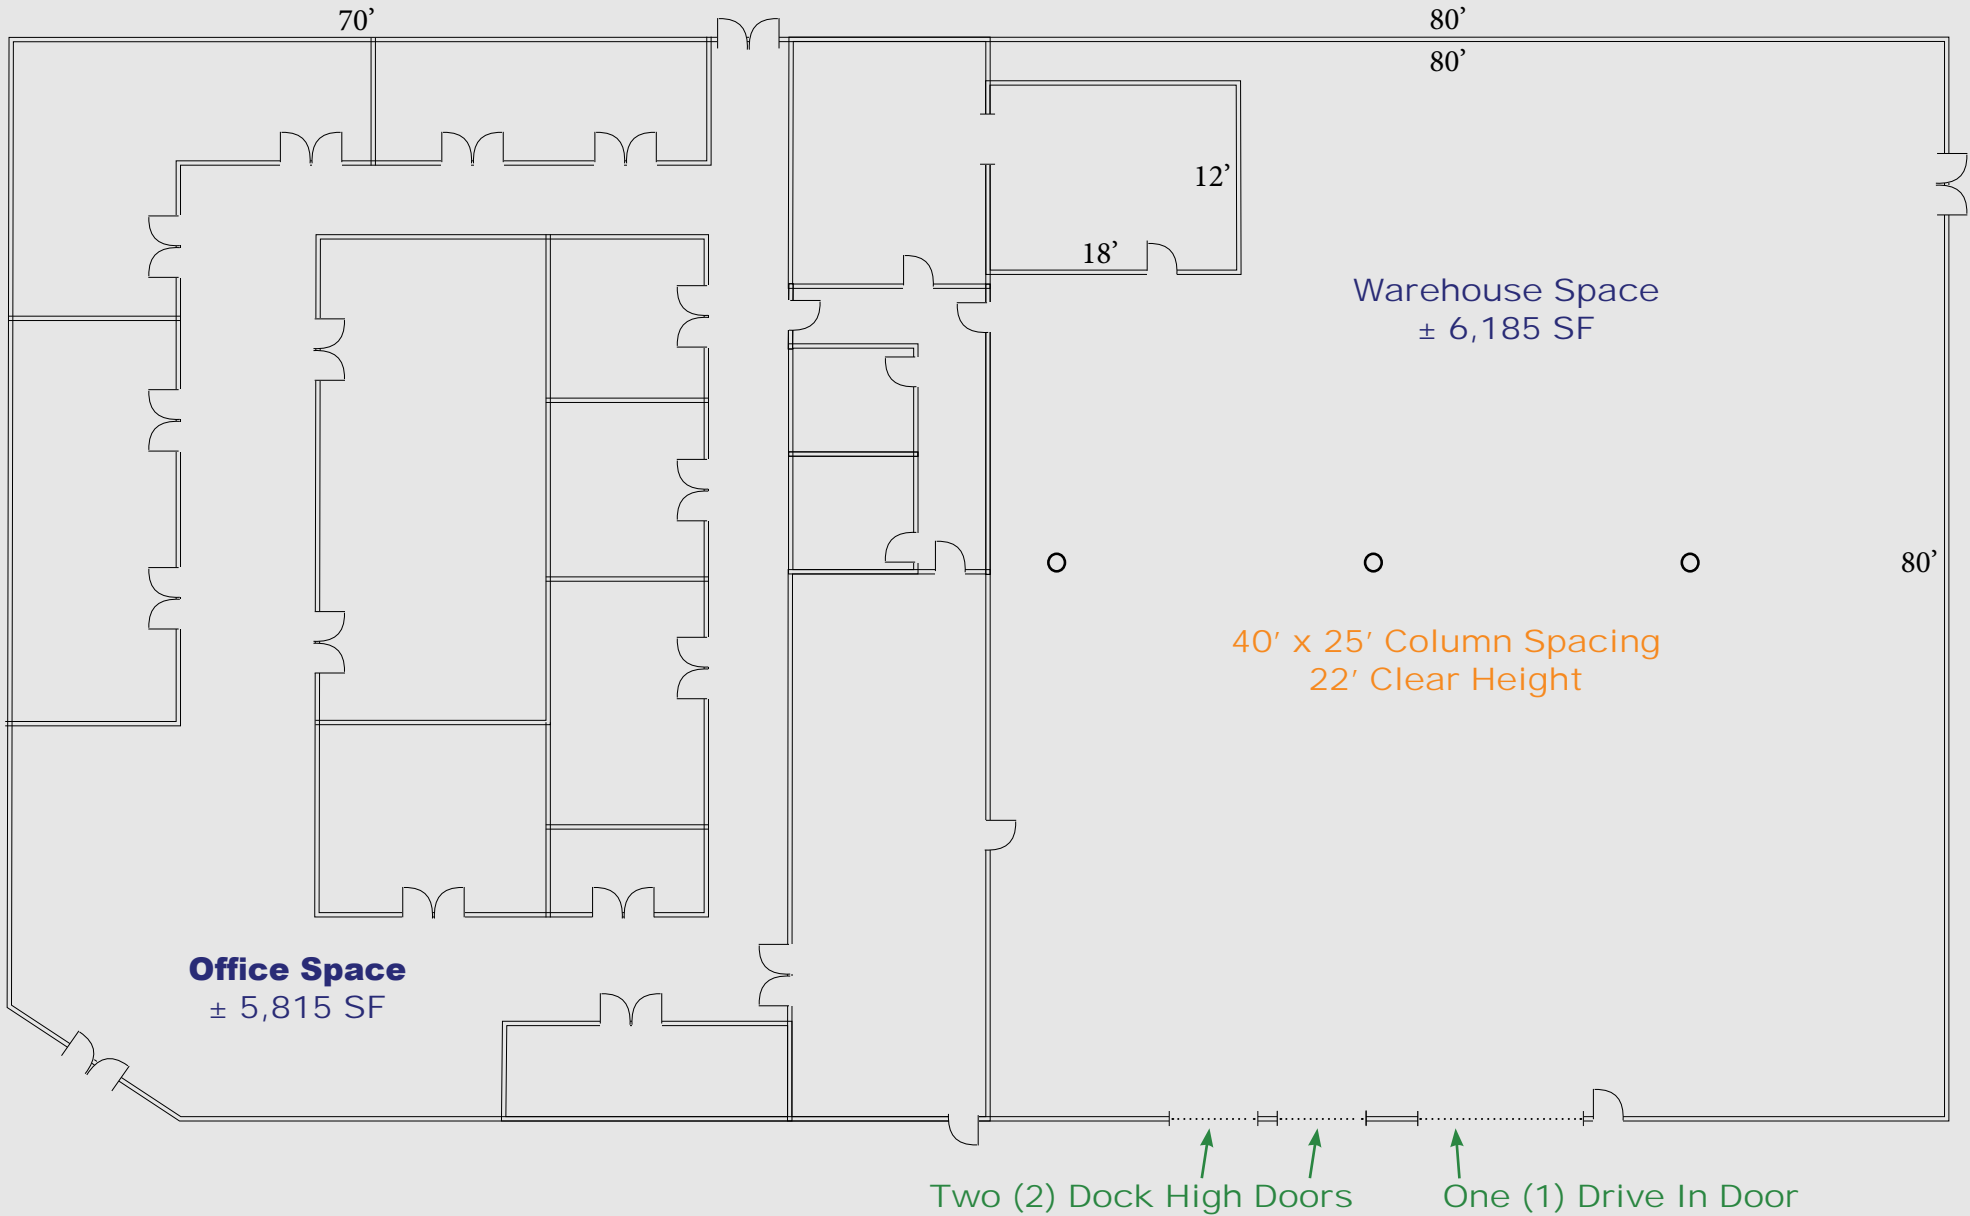 70’
80’
80’
12’
18’
Warehouse Space
± 6,185 SF
80’
40' x 25' Column Spacing
22' Clear Height
Office Space
± 5,815 SF
Two (2) Dock High Doors
One (1) Drive In Door